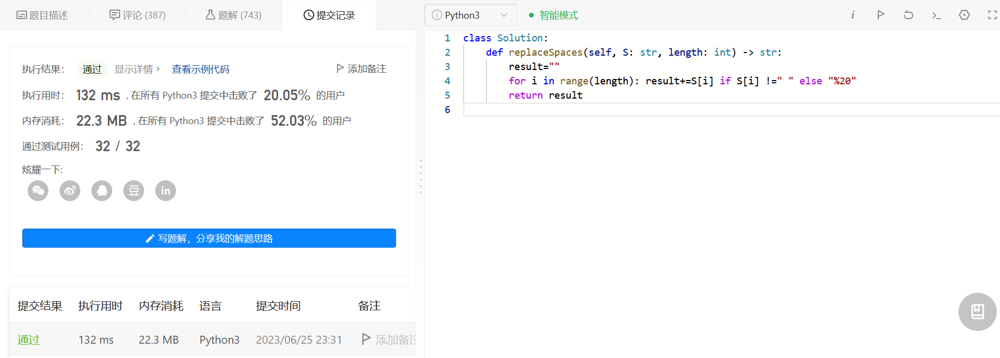 题目描述
评论 (387)
题解 (743)
提交记录
执行结果：
通过
显示详情 >
查看示例代码
添加备注
执行用时：
132 ms
, 在所有 Python3 提交中击败了
20.05%
的用户
内存消耗：
22.3 MB
, 在所有 Python3 提交中击败了
52.03%
的用户
通过测试用例：
32 / 32
炫耀一下:
豆
in
写题解，分享我的解题思路
提交结果
执行用时
内存消耗
语言
提交时间
备注
通过
132 ms
22.3 MB
Python3
2023/06/25 23:31
添加备注
Python3
智能模式
1 class Solution:
2     def replaceSpaces(self, S: str, length: int) -> str:
3         result=""
4         for i in range(length): result+=S[i] if S[i] !=" " else "%20"
5         return result
6